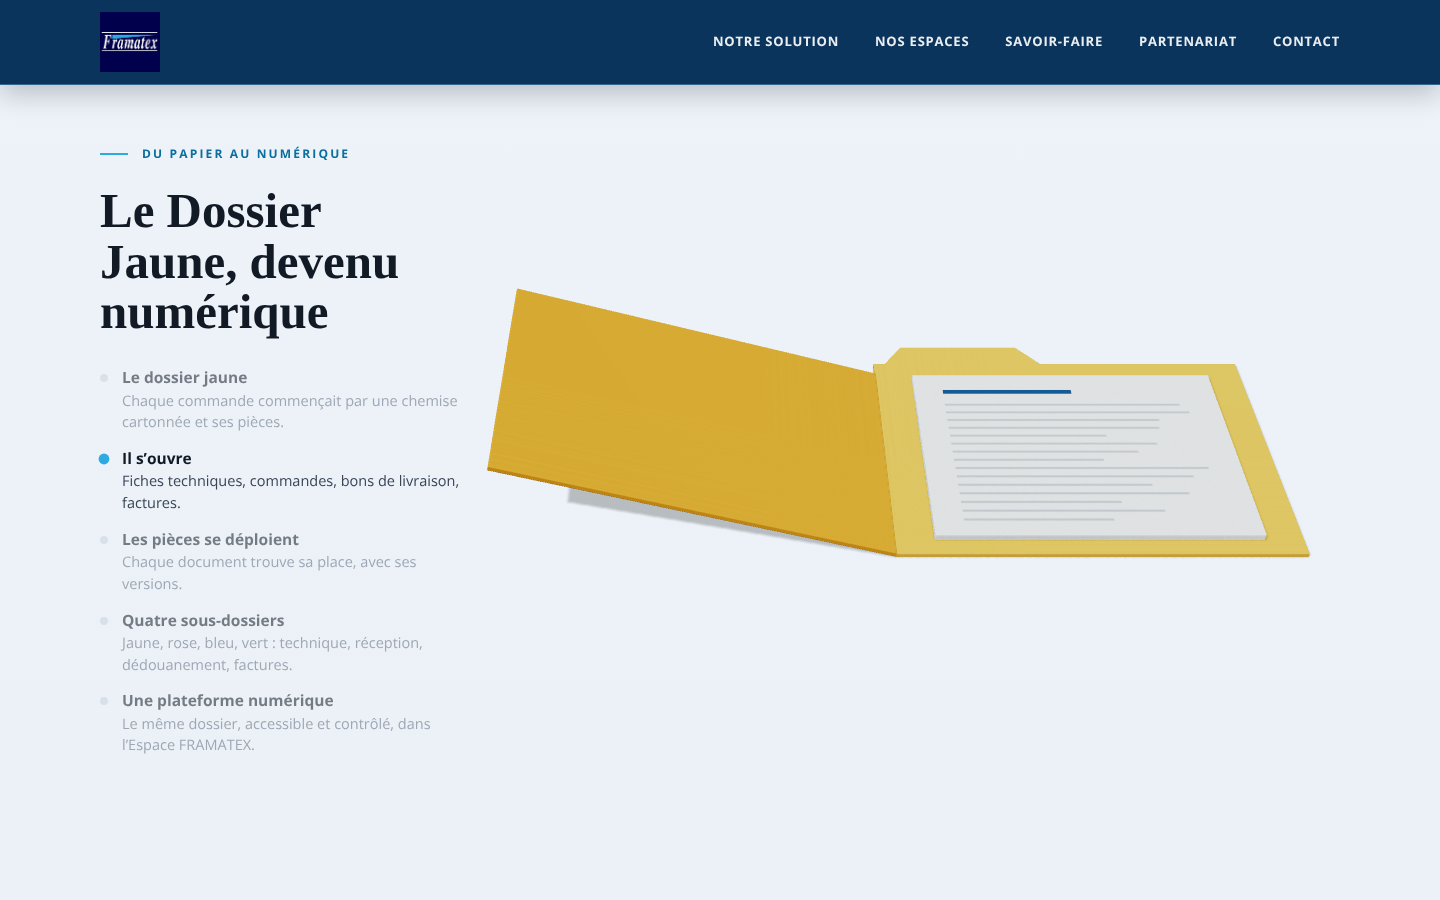 Framatex
NOTRE SOLUTION
NOS ESPACES
SAVOIR-FAIRE
PARTENARIAT
CONTACT
DU PAPIER AU NUMÉRIQUE
Le Dossier
Jaune, devenu
numérique
Le dossier jaune
Chaque commande commençait par une chemise
cartonnée et ses pièces.
Il s’ouvre
Fiches techniques, commandes, bons de livraison,
factures.
Les pièces se déploient
Chaque document trouve sa place, avec ses
versions.
Quatre sous-dossiers
Jaune, rose, bleu, vert : technique, réception,
dédouanement, factures.
Une plateforme numérique
Le même dossier, accessible et contrôlé, dans
l’Espace FRAMATEX.